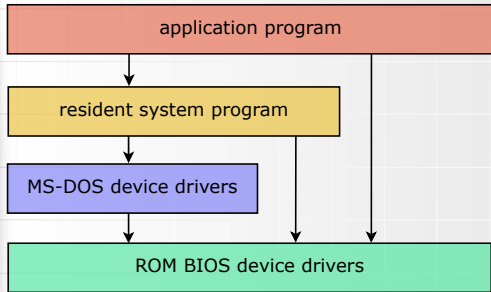 application program
resident system program
MS-DOS device drivers
ROM BIOS device drivers